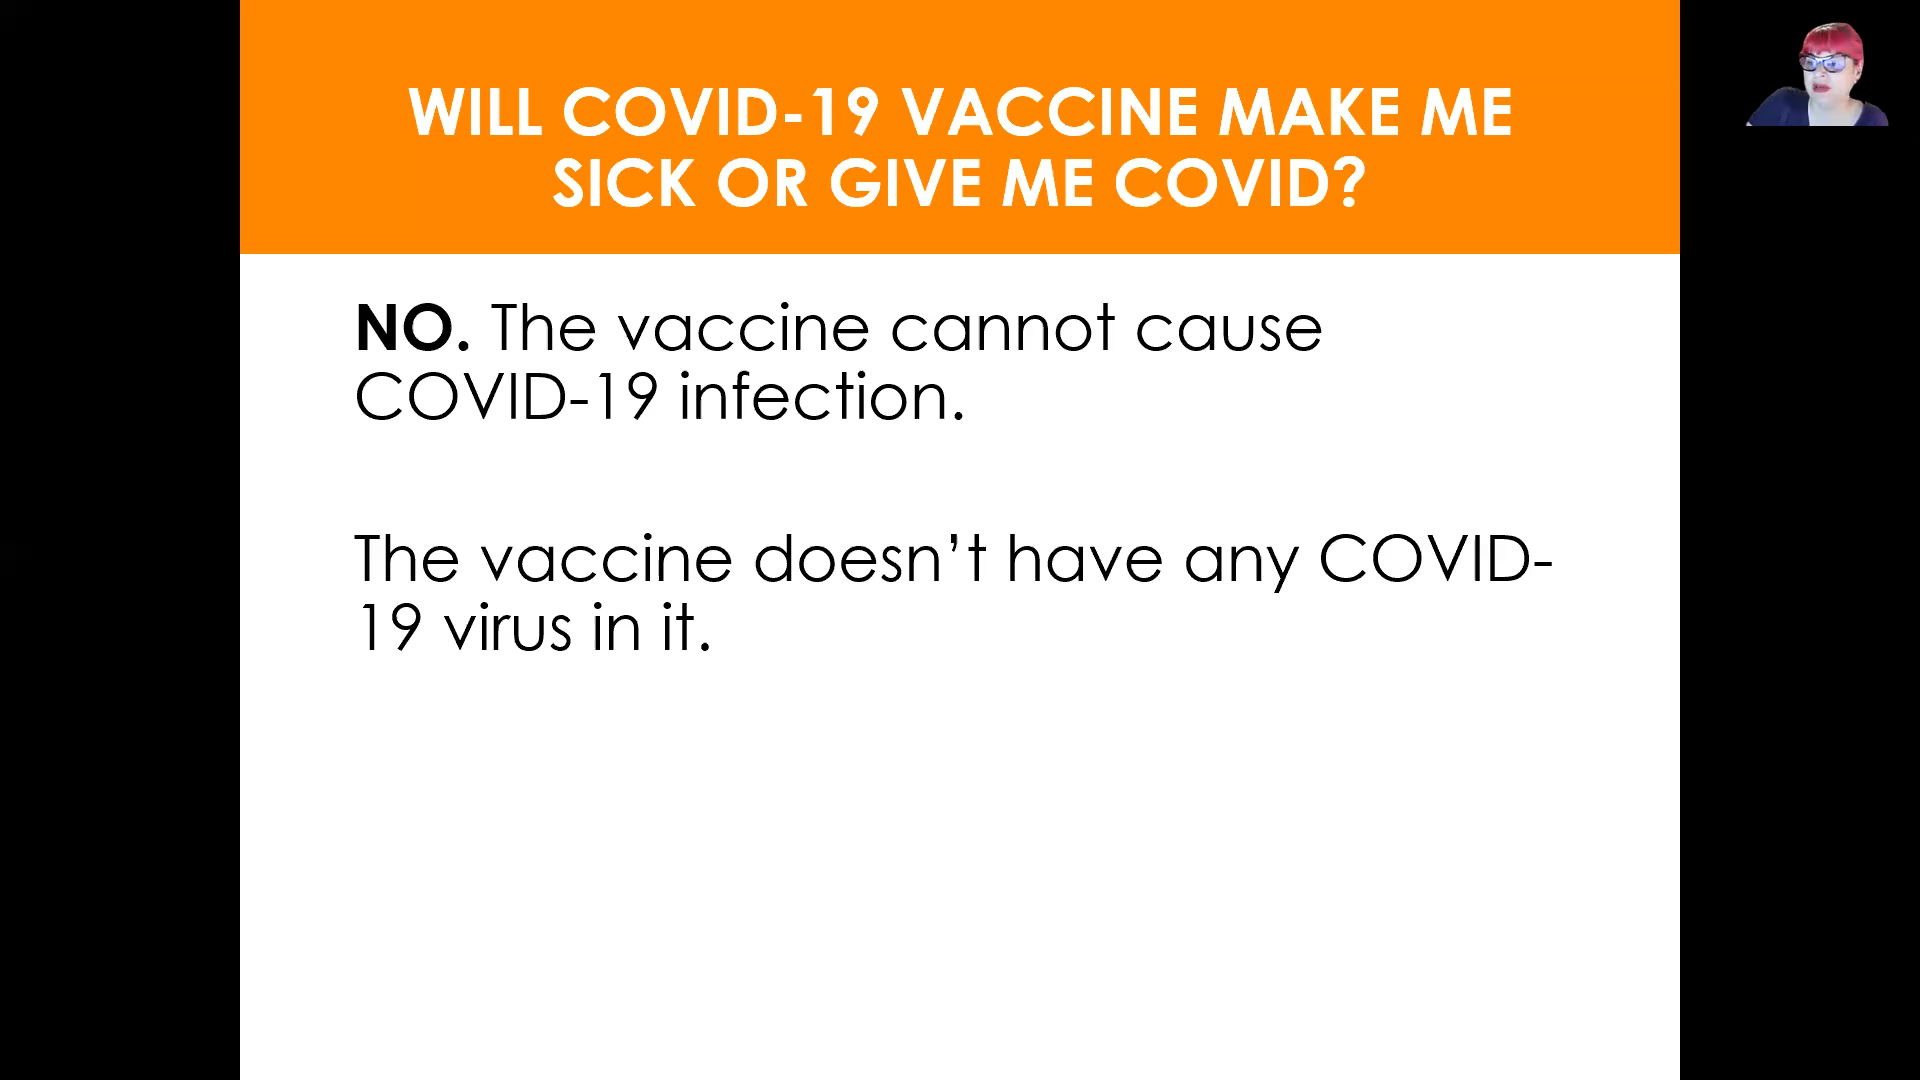 WILL COVID-19 VACCINE MAKE ME
SICK OR GIVE ME COVID?
NO. The vaccine cannot cause
COVID-19 infection.
The vaccine doesn’t have any COVID-
19 virus in it.